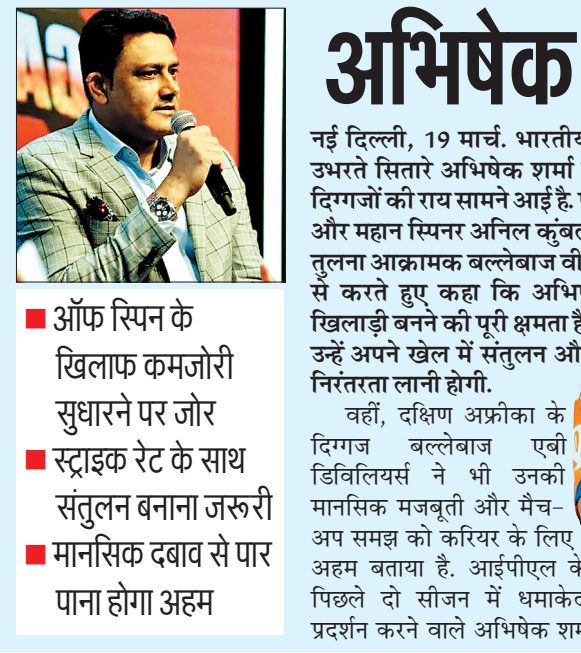 अभिषेक
ऑफ स्पिन के
खिलाफ कमजोरी
सुधारने पर जोर
स्ट्राइक रेट के साथ
संतुलन बनाना जरूरी
मानसिक दबाव से पार
पाना होगा अहम
नई दिल्ली, 19 मार्च. भारतीय
उभरते सितारे अभिषेक शर्मा
दिग्गजों की राय सामने आई है.
और महान स्पिनर अनिल कुंबल
तुलना आक्रामक बल्लेबाज वी
से करते हुए कहा कि अभिष
खिलाड़ी बनने की पूरी क्षमता है
उन्हें अपने खेल में संतुलन औ
निरंतरता लानी होगी.
वहीं, दक्षिण अफ्रीका के
दिग्गज बल्लेबाज एबी
डिविलियर्स ने भी उनकी
मानसिक मजबूती और मैच-
अप समझ को करियर के लिए
अहम बताया है. आईपीएल के
पिछले दो सीजन में धमाकेद
प्रदर्शन करने वाले अभिषेक शम